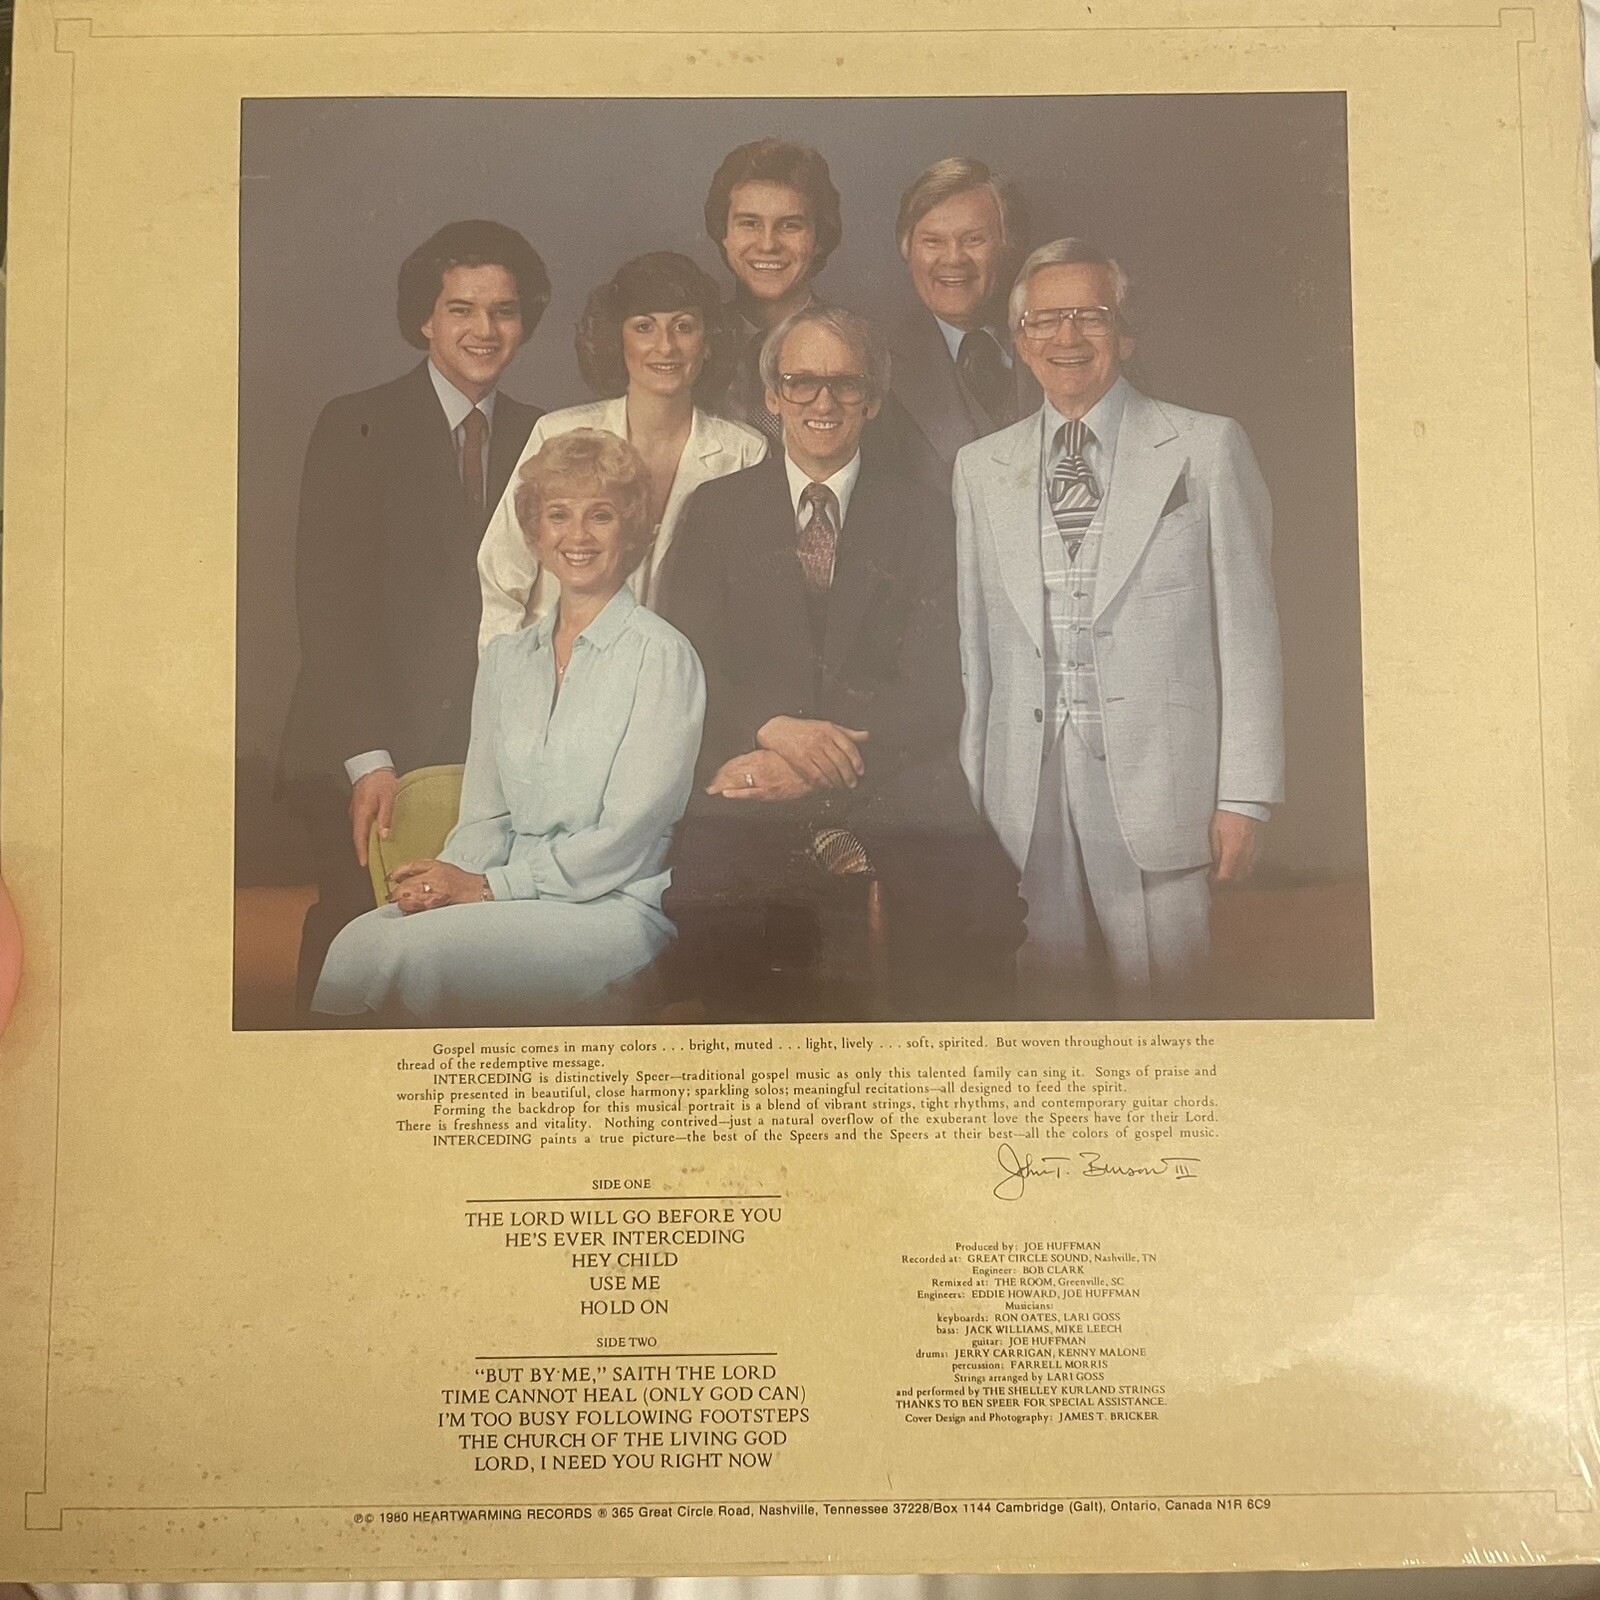 Gospel music comes in many colors . . . bright, muted . . . light, lively . . . soft, spirited. But woven throughout is always the
thread of the redemptive message.
INTERCEDING is distinctively Speer—traditional gospel music as only this talented family can sing it. Songs of praise and
worship presented in beautiful, close harmony; sparkling solos; meaningful recitations—all designed to feed the spirit.
Forming the backdrop for this musical portrait is a blend of vibrant strings, tight rhythms, and contemporary guitar chords.
There is freshness and vitality. Nothing contrived—just a natural overflow of the exuberant love the Speers have for their Lord.
INTERCEDING paints a true picture—the best of the Speers and the Speers at their best—all the colors of gospel music.
John T. Benson III
SIDE ONE
THE LORD WILL GO BEFORE YOU
HE'S EVER INTERCEDING
HEY CHILD
USE ME
HOLD ON
SIDE TWO
“BUT BY ME,” SAITH THE LORD
TIME CANNOT HEAL (ONLY GOD CAN)
I'M TOO BUSY FOLLOWING FOOTSTEPS
THE CHURCH OF THE LIVING GOD
LORD, I NEED YOU RIGHT NOW
Produced by: JOE HUFFMAN
Recorded at: GREAT CIRCLE SOUND, Nashville, TN
Engineer: BOB CLARK
Remixed at: THE ROOM, Greenville, SC
Engineers: EDDIE HOWARD, JOE HUFFMAN
Musicians:
keyboards: RON OATES, LARI GOSS
bass: JACK WILLIAMS, MIKE LEECH
guitar: JOE HUFFMAN
drums: JERRY CARRIGAN, KENNY MALONE
percussion: FARRELL MORRIS
Strings arranged by LARI GOSS
and performed by THE SHELLEY KURLAND STRINGS
THANKS TO BEN SPEER FOR SPECIAL ASSISTANCE.
Cover Design and Photography: JAMES T. BRICKER
℗© 1980 HEARTWARMING RECORDS ® 365 Great Circle Road, Nashville, Tennessee 37228/Box 1144 Cambridge (Galt), Ontario, Canada N1R 6C9